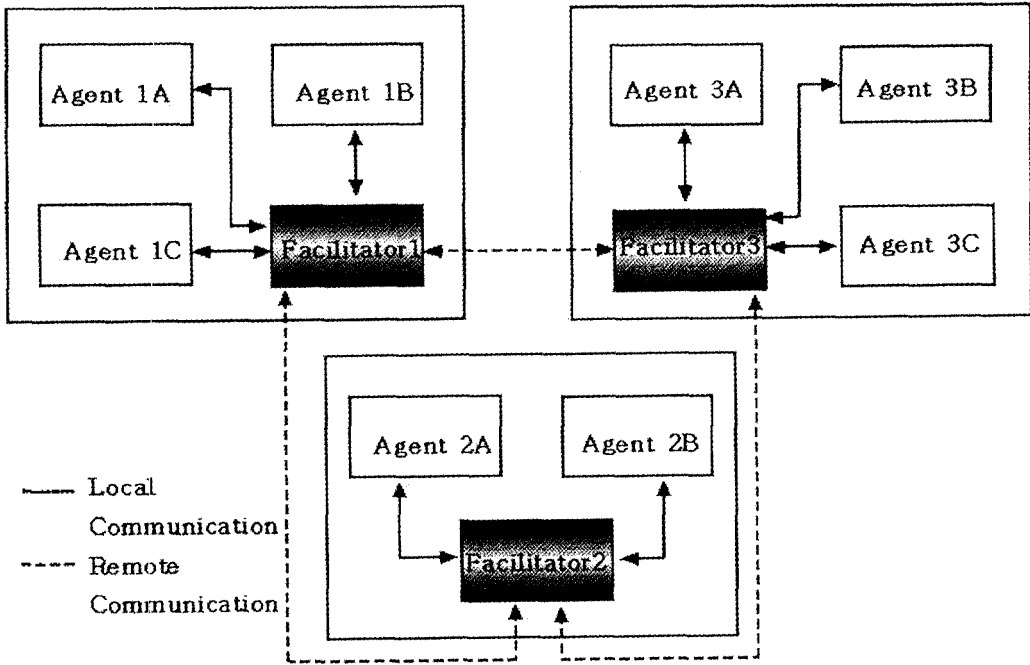 Agent 1A
Agent 1B
Agent 1C
Facilitator1
Agent 3A
Agent 3B
Facilitator3
Agent 3C
Agent 2A
Agent 2B
Facilitator2
Local
Communication
Remote
Communication